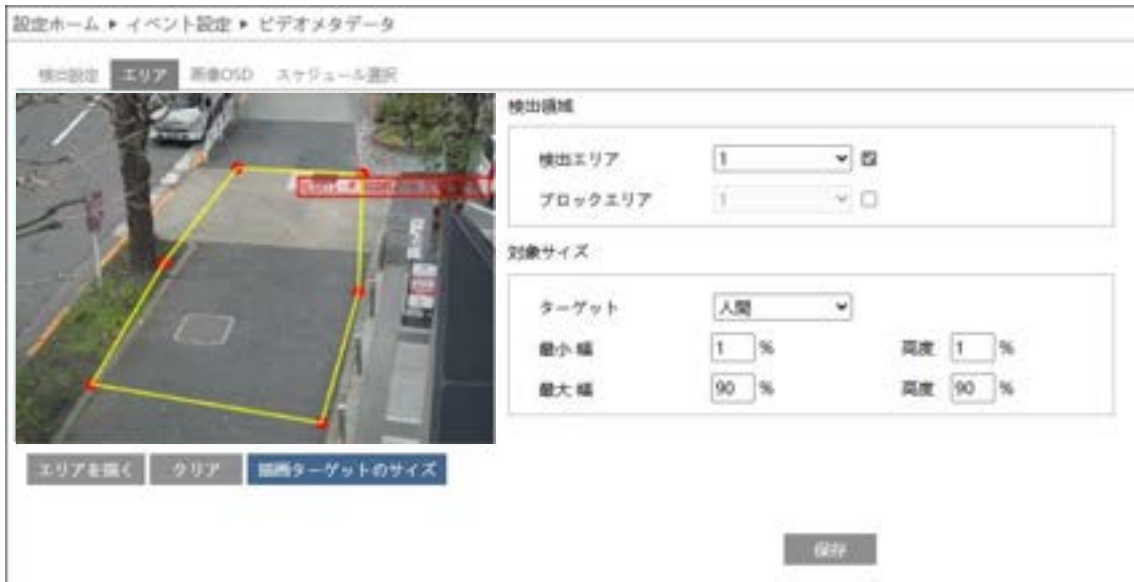 設定ホーム ▶ イベント設定 ▶ ビデオメタデータ
検出設定 エリア 画像OSD スケジュール選択
検出領域
検出エリア 1
ブロックエリア 1
対象サイズ
ターゲット 人間
最小 幅 1 % 高度 1 %
最大 幅 90 % 高度 90 %
エリアを描く クリア 描画ターゲットのサイズ
保存